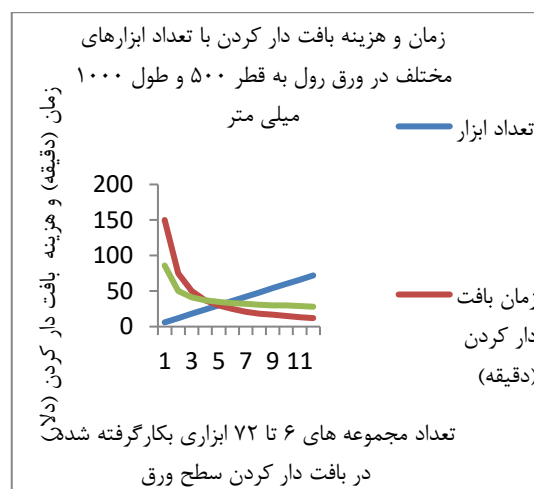 زمان و هزینه بافت دار کردن با تعداد ابزارهای
مختلف در ورق رول به قطر ۵۰۰ و طول ۱۰۰۰
میلی متر
زمان (دقیقه) و هزینه بافت دار کردن (دلار)
200
150
100
50
0
1 3 5 7 9 11
تعداد ابزار
زمان بافت
دار کردن
(دقیقه)
تعداد مجموعه های ۶ تا ۷۲ ابزاری بکارگرفته شده
در بافت دار کردن سطح ورق